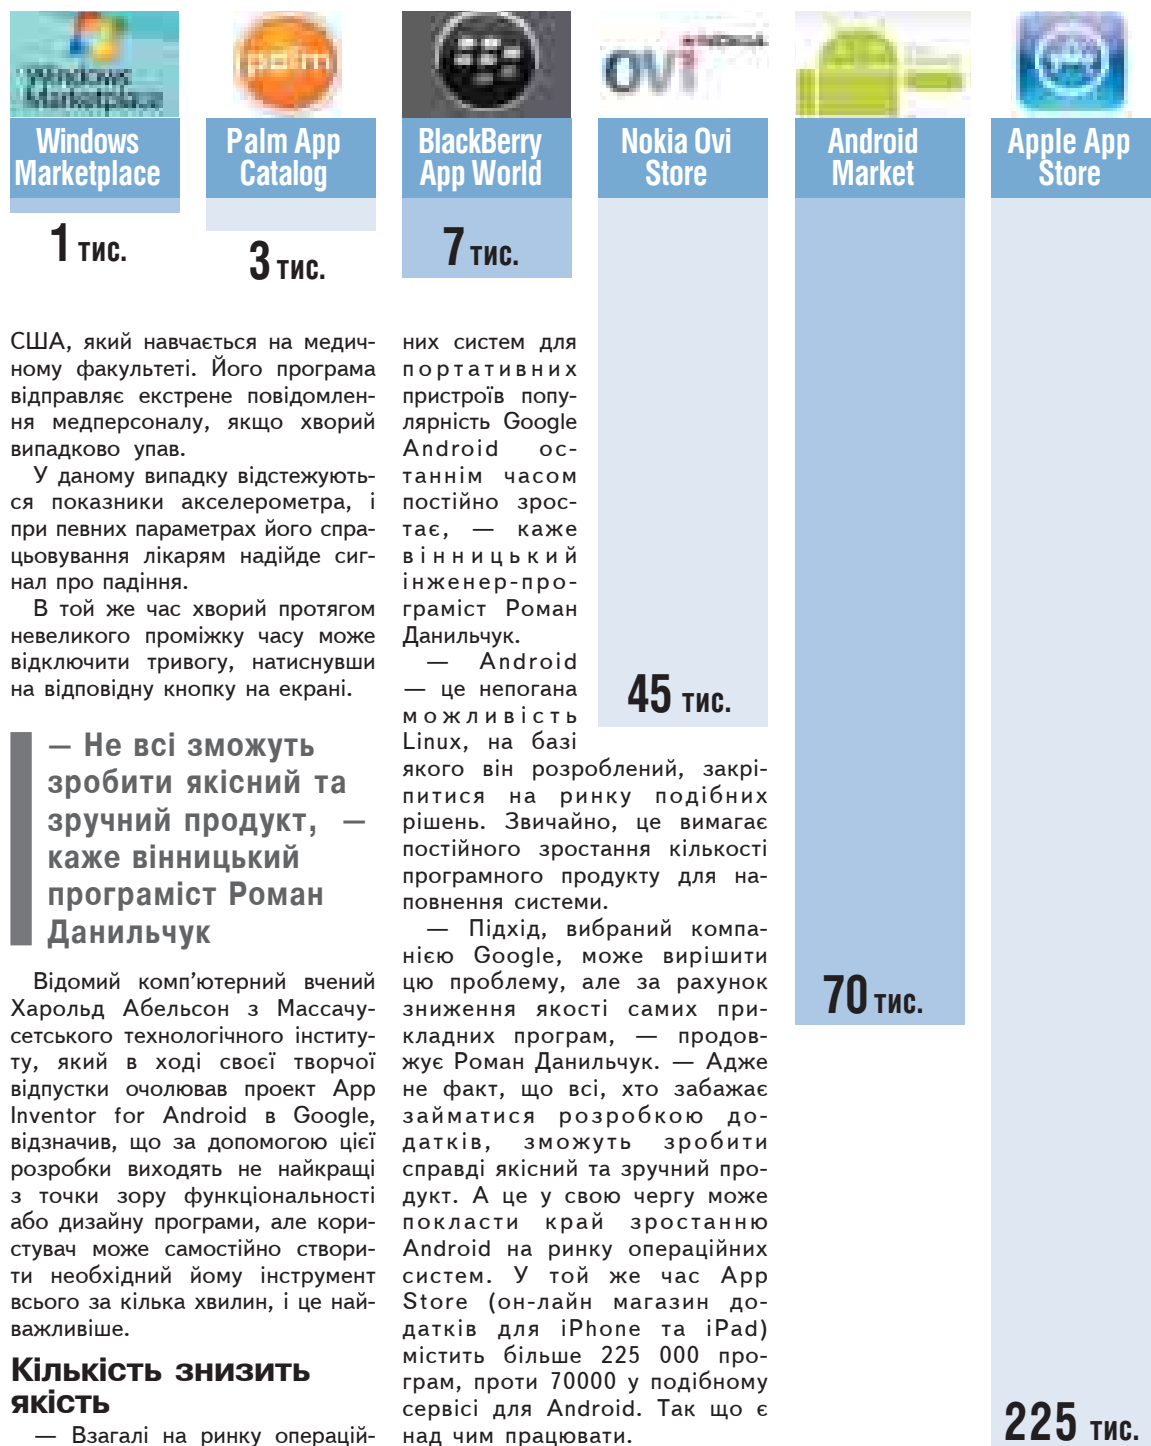 Windows
Marketplace
palm
OVI
NOKIA
Windows
Marketplace
Palm App
Catalog
BlackBerry
App World
Nokia Ovi
Store
Android
Market
Apple App
Store
1 тис.
3 тис.
7 тис.
45 тис.
70 тис.
225 тис.
США, який навчається на медич-
ному факультеті. Його програма
відправляє екстрене повідомлен-
ня медперсоналу, якщо хворий
випадково упав.
У даному випадку відстежують-
ся показники акселерометра, і
при певних параметрах його спра-
цьовування лікарям надійде сиг-
нал про падіння.
В той же час хворий протягом
невеликого проміжку часу може
відключити тривогу, натиснувши
на відповідну кнопку на екрані.
— Не всі зможуть
зробити якісний та
зручний продукт, —
каже вінницький
програміст Роман
Данильчук
Відомий комп’ютерний вчений
Харольд Абельсон з Массачу-
сетського технологічного інститу-
ту, який в ході своєї творчої
відпустки очолював проект App
Inventor for Android в Google,
відзначив, що за допомогою цієї
розробки виходять не найкращі
з точки зору функціональності
або дизайну програми, але кори-
стувач може самостійно створи-
ти необхідний йому інструмент
всього за кілька хвилин, і це най-
важливіше.
Кількість знизить
якість
— Взагалі на ринку операцій-
них систем для
портативних
пристроїв попу-
лярність Google
Android ос-
таннім часом
постійно зрос-
тає, — каже
вінницький
інженер-про-
граміст Роман
Данильчук.
— Android
— це непогана
можливість
Linux, на базі
якого він розроблений, закрі-
питися на ринку подібних
рішень. Звичайно, це вимагає
постійного зростання кількості
програмного продукту для на-
повнення системи.
— Підхід, вибраний компа-
нією Google, може вирішити
цю проблему, але за рахунок
зниження якості самих при-
кладних програм, — продов-
жує Роман Данильчук. — Адже
не факт, що всі, хто забажає
займатися розробкою до-
датків, зможуть зробити
справді якісний та зручний про-
дукт. А це у свою чергу може
покласти край зростанню
Android на ринку операційних
систем. У той же час App
Store (он-лайн магазин до-
датків для iPhone та iPad)
містить більше 225 000 про-
грам, проти 70000 у подібному
сервісі для Android. Так що є
над чим працювати.